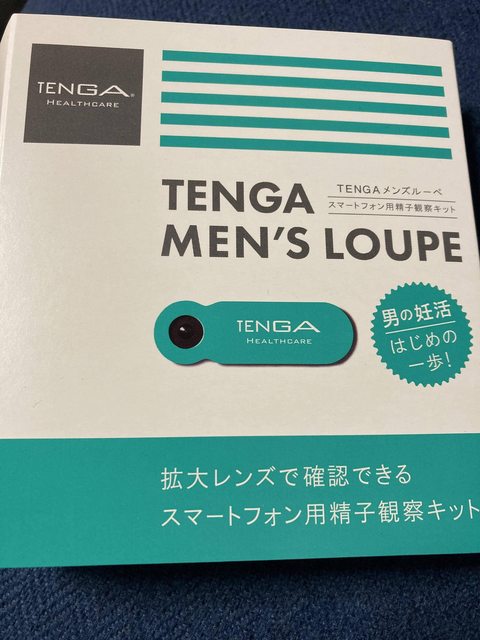 TENGA®
HEALTHCARE
TENGA
MEN'S LOUPE
TENGAメンズルーペ
スマートフォン用精子観察キット
TENGA
HEALTHCARE
男の妊活
はじめの
一歩!
拡大レンズで確認できる
スマートフォン用精子観察キット